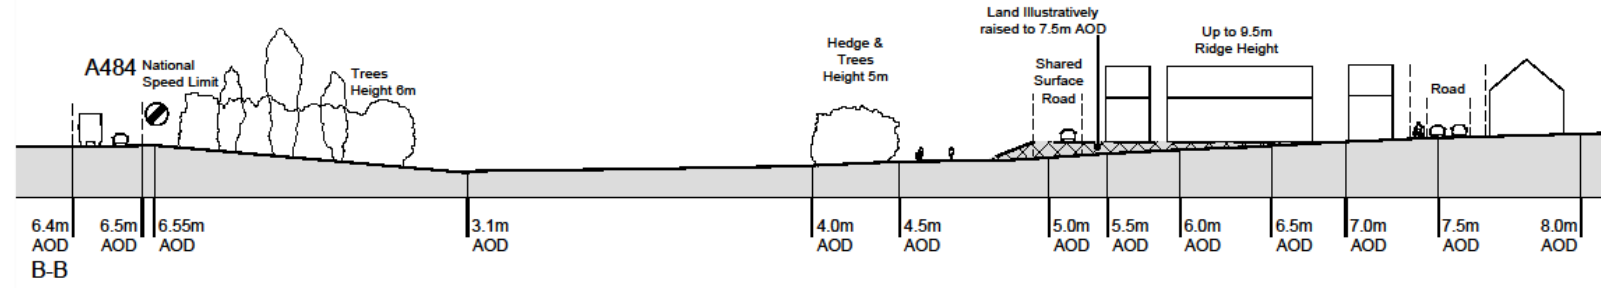 Land Illustratively
raised to 7.5m AOD
Up to 9.5m
Ridge Height
Hedge &
Trees
Height 5m
Shared
Surface
Road
A484 National
Speed Limit
Trees
Height 6m
Road
6.4m
AOD
6.5m
AOD
6.55m
AOD
3.1m
AOD
4.0m
AOD
4.5m
AOD
5.0m
AOD
5.5m
AOD
6.0m
AOD
6.5m
AOD
7.0m
AOD
7.5m
AOD
8.0m
AOD
B-B